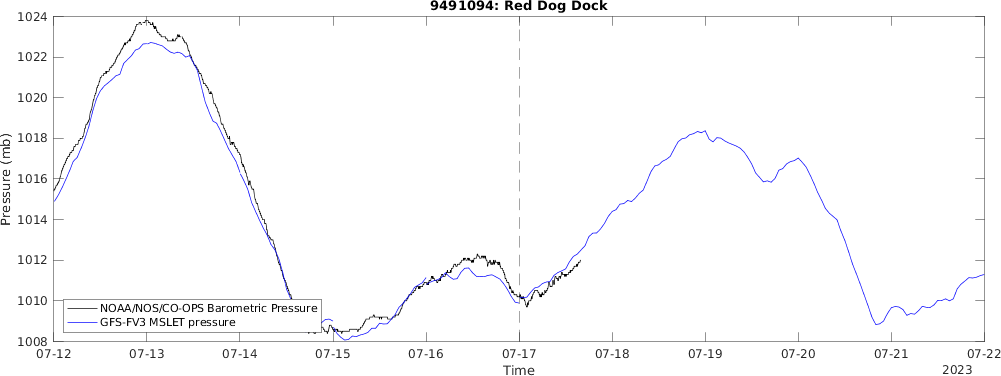 9491094: Red Dog Dock
1024
1022
1020
1018
1016
1014
1012
1010
1008
Pressure (mb)
NOAA/NOS/CO-OPS Barometric Pressure
GFS-FV3 MSLET pressure
07-12 07-13 07-14 07-15 07-16 07-17 07-18 07-19 07-20 07-21 07-22
Time
2023